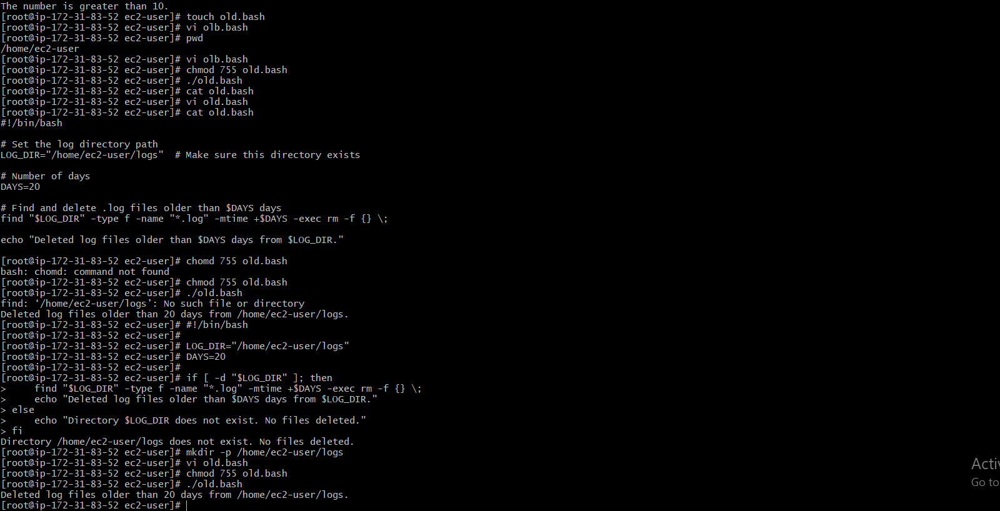 The number is greater than 10.
[root@ip-172-31-83-52 ec2-user]# touch old.bash
[root@ip-172-31-83-52 ec2-user]# vi olb.bash
[root@ip-172-31-83-52 ec2-user]# pwd
/home/ec2-user
[root@ip-172-31-83-52 ec2-user]# vi olb.bash
[root@ip-172-31-83-52 ec2-user]# chmod 755 old.bash
[root@ip-172-31-83-52 ec2-user]# ./old.bash
[root@ip-172-31-83-52 ec2-user]# cat old.bash
[root@ip-172-31-83-52 ec2-user]# vi old.bash
[root@ip-172-31-83-52 ec2-user]# cat old.bash
#!/bin/bash

# Set the log directory path
LOG_DIR="/home/ec2-user/logs"  # Make sure this directory exists

# Number of days
DAYS=20

# Find and delete .log files older than $DAYS days
find "$LOG_DIR" -type f -name "*.log" -mtime +$DAYS -exec rm -f {} \;

echo "Deleted log files older than $DAYS days from $LOG_DIR."

[root@ip-172-31-83-52 ec2-user]# chomd 755 old.bash
bash: chomd: command not found
[root@ip-172-31-83-52 ec2-user]# chmod 755 old.bash
[root@ip-172-31-83-52 ec2-user]# ./old.bash
find: ‘/home/ec2-user/logs’: No such file or directory
Deleted log files older than 20 days from /home/ec2-user/logs.
[root@ip-172-31-83-52 ec2-user]# #!/bin/bash
[root@ip-172-31-83-52 ec2-user]#
[root@ip-172-31-83-52 ec2-user]# LOG_DIR="/home/ec2-user/logs"
[root@ip-172-31-83-52 ec2-user]# DAYS=20
[root@ip-172-31-83-52 ec2-user]#
[root@ip-172-31-83-52 ec2-user]# if [ -d "$LOG_DIR" ]; then
>     find "$LOG_DIR" -type f -name "*.log" -mtime +$DAYS -exec rm -f {} \;
>     echo "Deleted log files older than $DAYS days from $LOG_DIR."
> else
>     echo "Directory $LOG_DIR does not exist. No files deleted."
> fi
Directory /home/ec2-user/logs does not exist. No files deleted.
[root@ip-172-31-83-52 ec2-user]# mkdir -p /home/ec2-user/logs
[root@ip-172-31-83-52 ec2-user]# vi old.bash
[root@ip-172-31-83-52 ec2-user]# chmod 755 old.bash
[root@ip-172-31-83-52 ec2-user]# ./old.bash
Deleted log files older than 20 days from /home/ec2-user/logs.
[root@ip-172-31-83-52 ec2-user]#
Acti
Go to